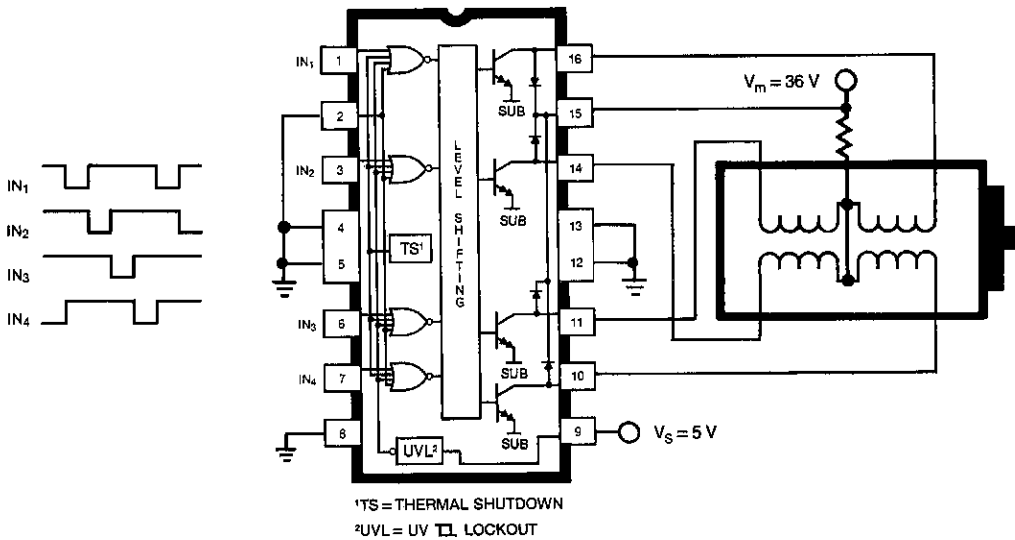 IN₁
IN₂
IN₃
IN₄
IN₁
IN₂
IN₃
IN₄
1
2
3
4
5
6
7
8
TS¹
UVL²
LEVEL SHIFTING
SUB
SUB
SUB
SUB
16
15
14
13
12
11
10
9
Vₘ = 36 V
V_S = 5 V
¹TS = THERMAL SHUTDOWN
²UVL = UV LOCKOUT